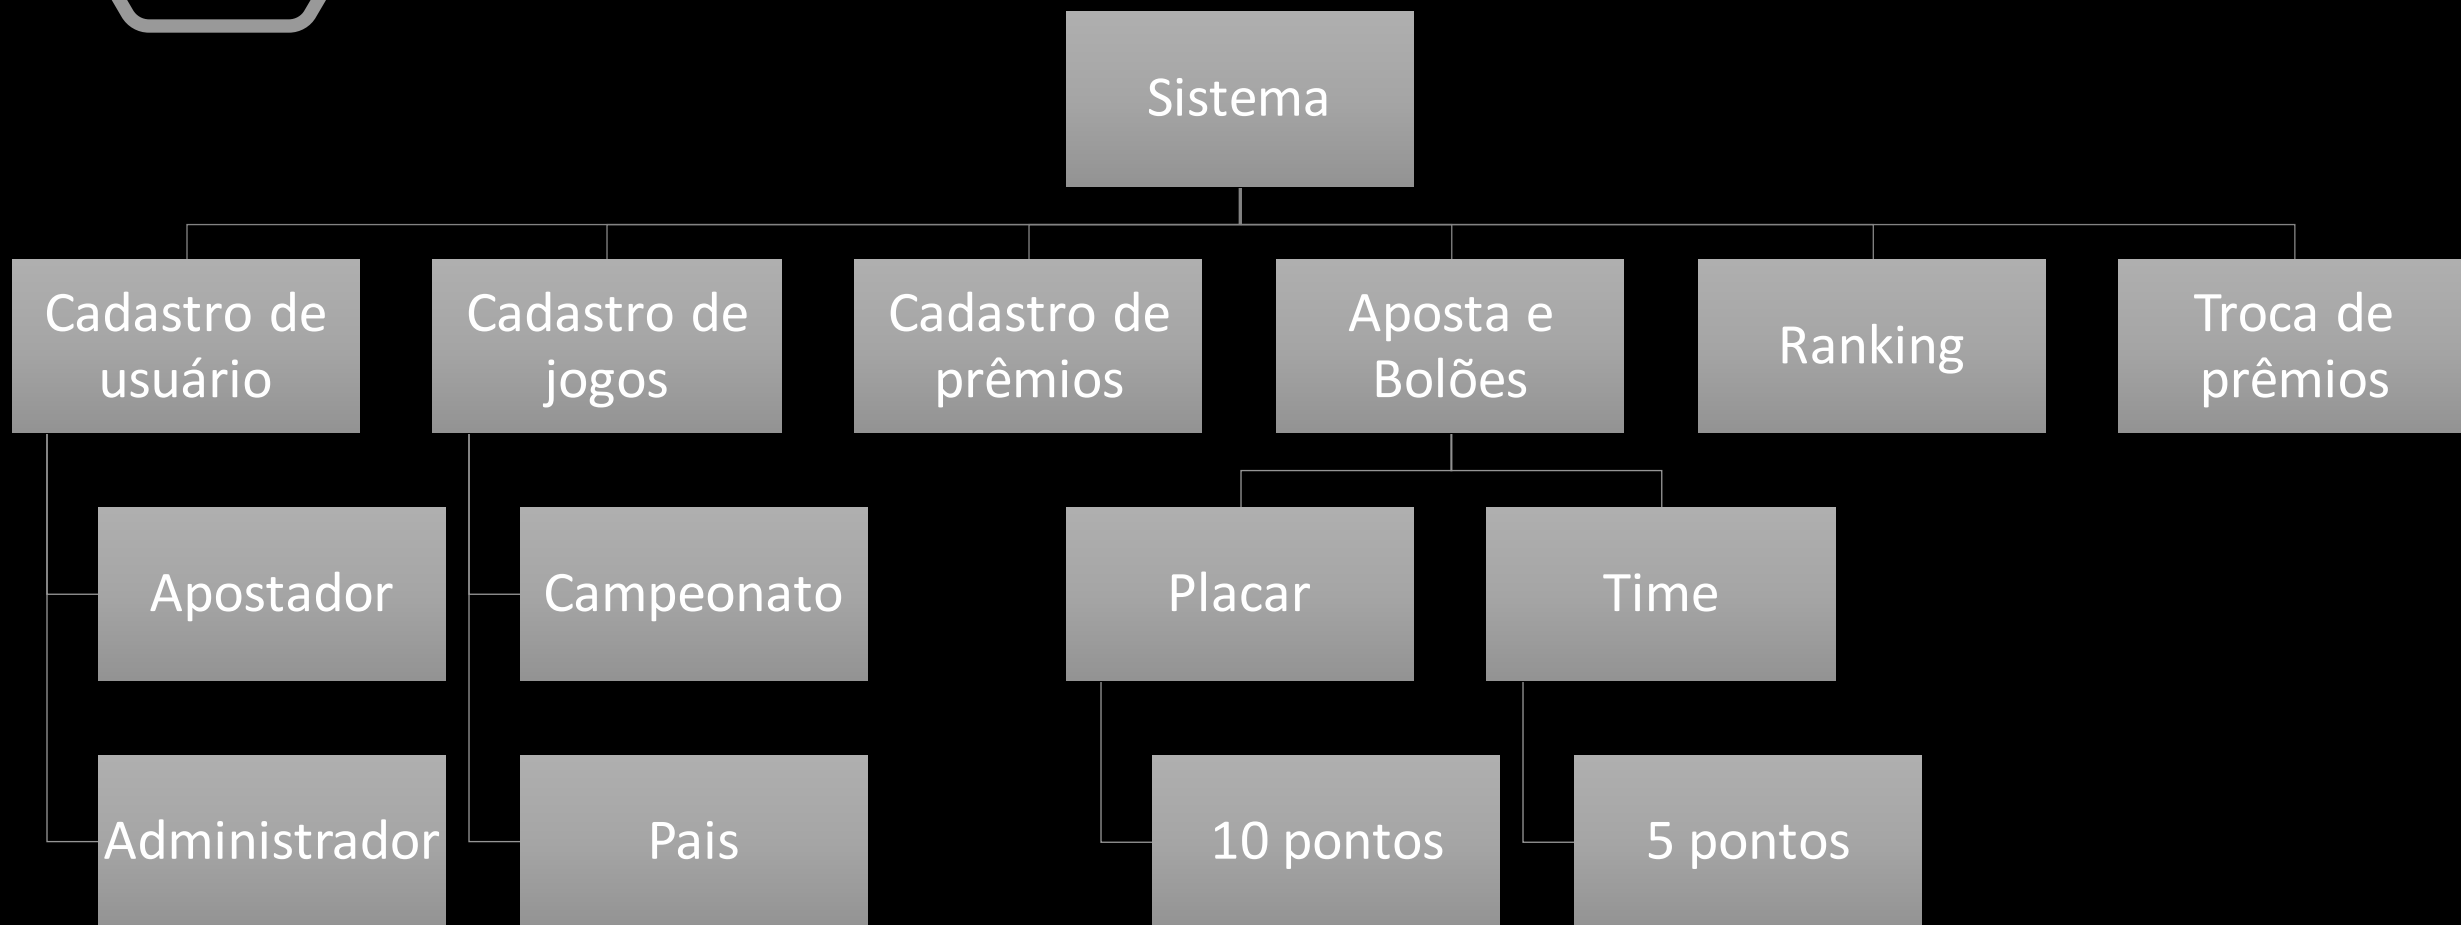 Sistema
Cadastro de
usuário
Cadastro de
jogos
Cadastro de
prêmios
Aposta e
Bolões
Ranking
Troca de
prêmios
Apostador
Campeonato
Placar
Time
Administrador
Pais
10 pontos
5 pontos